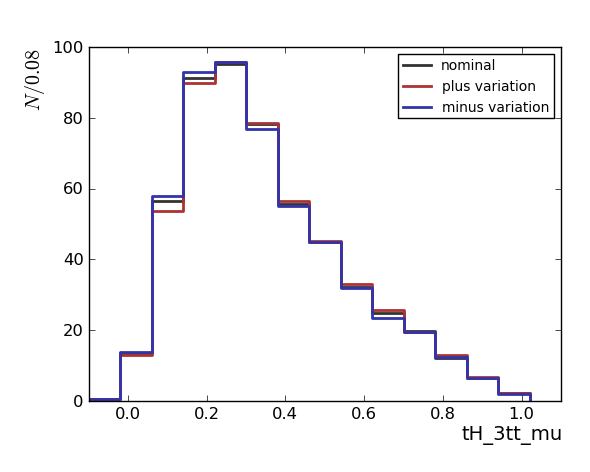 N/0.08
100
80
60
40
20
0
nominal
plus variation
minus variation
0.0 0.2 0.4 0.6 0.8 1.0
tH_3tt_mu